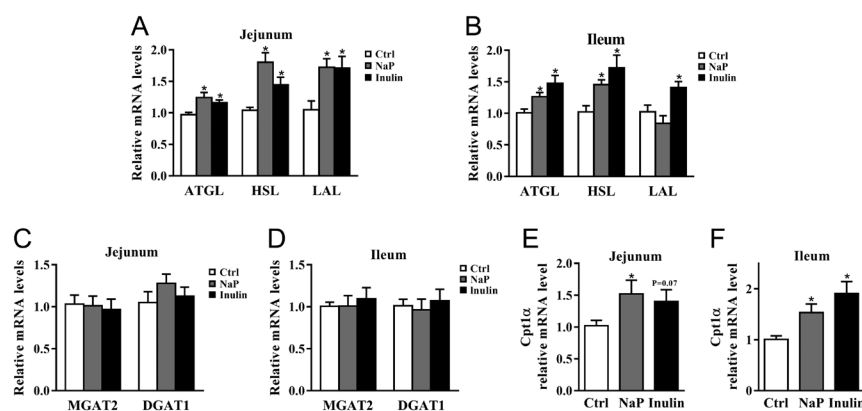 A
Jejunum
Relative mRNA levels
2.0
1.5
1.0
0.5
0.0
* * * * * *
Ctrl
NaP
Inulin
ATGL HSL LAL
B
Ileum
Relative mRNA levels
2.0
1.5
1.0
0.5
0.0
* * * * *
Ctrl
NaP
Inulin
ATGL HSL LAL
C
Jejunum
Relative mRNA levels
1.5
1.0
0.5
0.0
Ctrl
NaP
Inulin
MGAT2 DGAT1
D
Ileum
Relative mRNA levels
1.5
1.0
0.5
0.0
Ctrl
NaP
Inulin
MGAT2 DGAT1
E
Jejunum
Cpt1α
relative mRNA level
2.0
1.5
1.0
0.5
0.0
*
P=0.07
Ctrl NaP Inulin
F
Ileum
Cpt1α
relative mRNA level
2
1
0
* *
Ctrl NaP Inulin